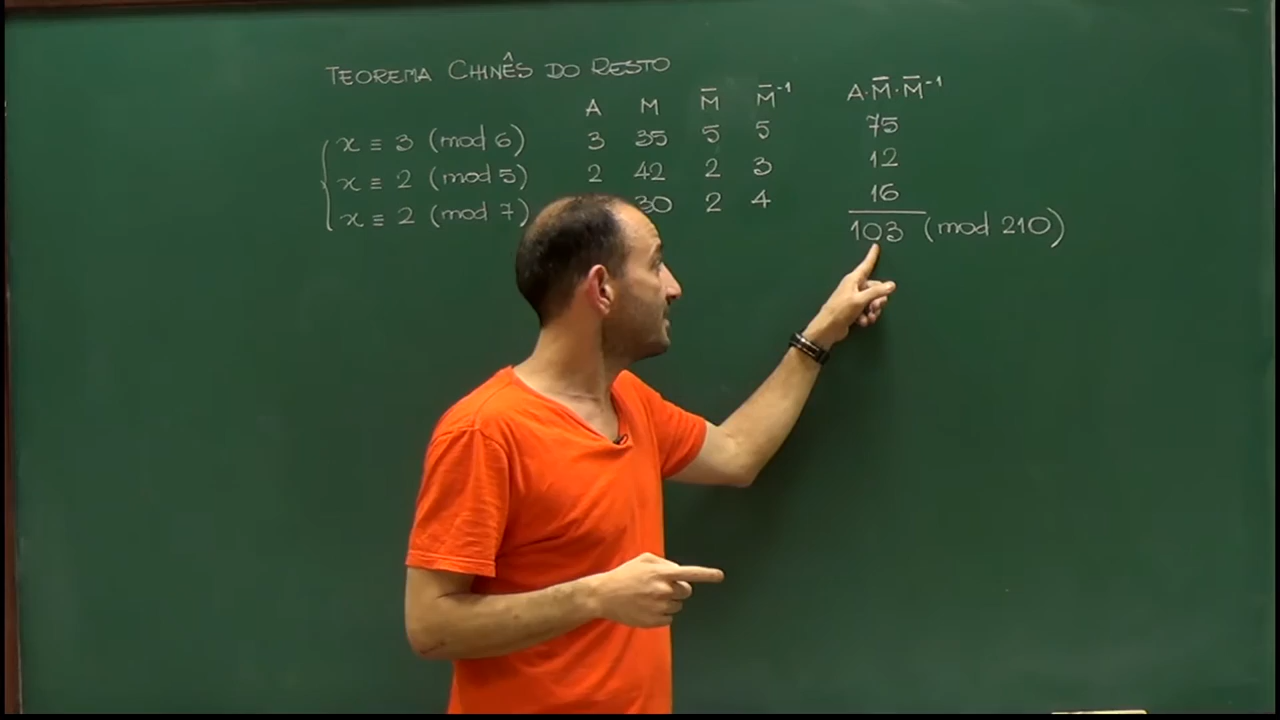 TEOREMA CHINÊS DO RESTO
A M M̄ M̄⁻¹ A·M̄·M̄⁻¹
x ≡ 3 (mod 6) 3 35 5 5 75
x ≡ 2 (mod 5) 2 42 2 3 12
x ≡ 2 (mod 7) 30 2 4 16
103 (mod 210)